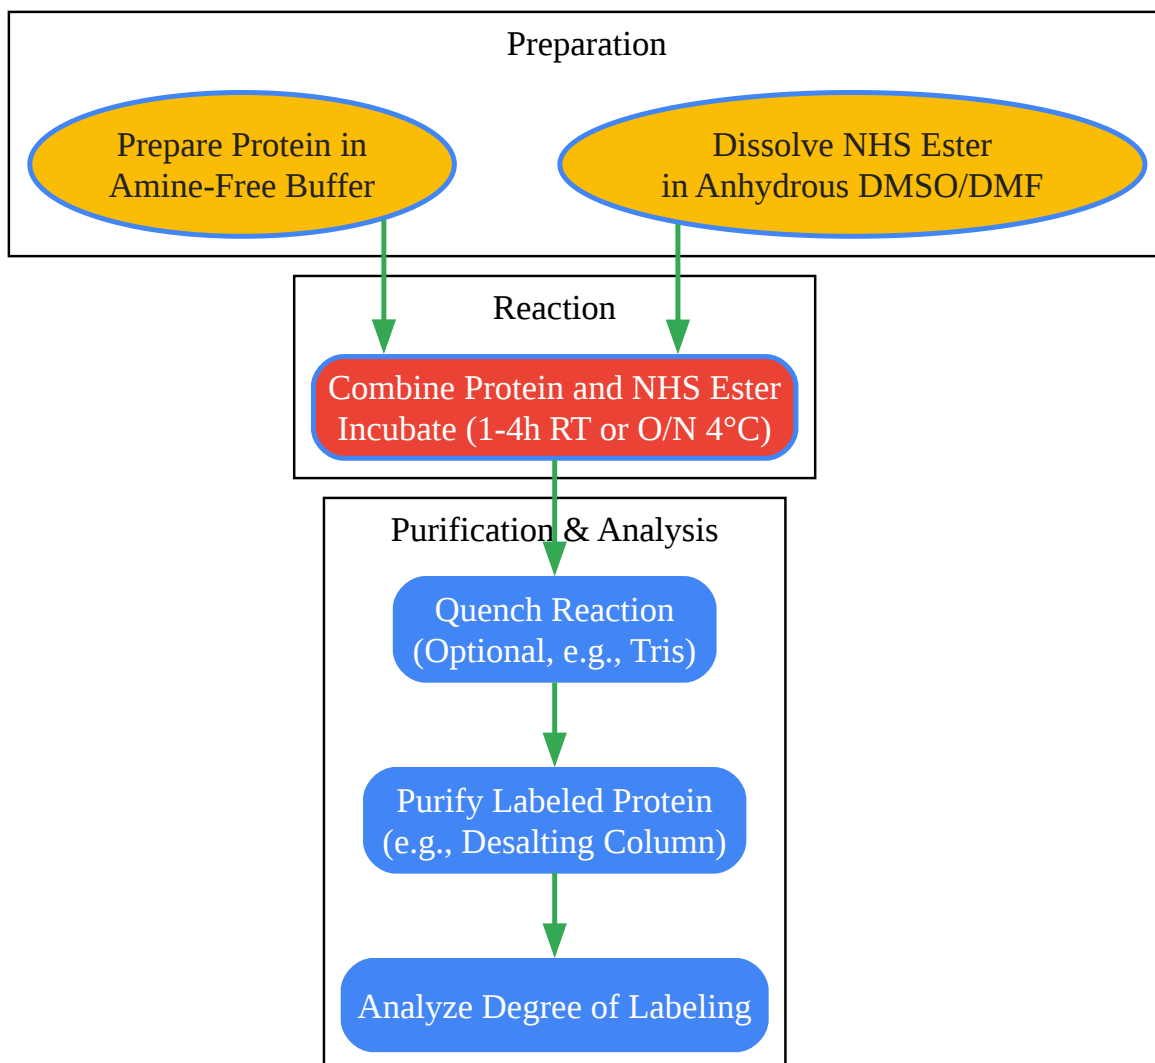 Preparation
Prepare Protein in
Amine-Free Buffer
Dissolve NHS Ester
in Anhydrous DMSO/DMF
Reaction
Combine Protein and NHS Ester
Incubate (1-4h RT or O/N 4°C)
Purification & Analysis
Quench Reaction
(Optional, e.g., Tris)
Purify Labeled Protein
(e.g., Desalting Column)
Analyze Degree of Labeling